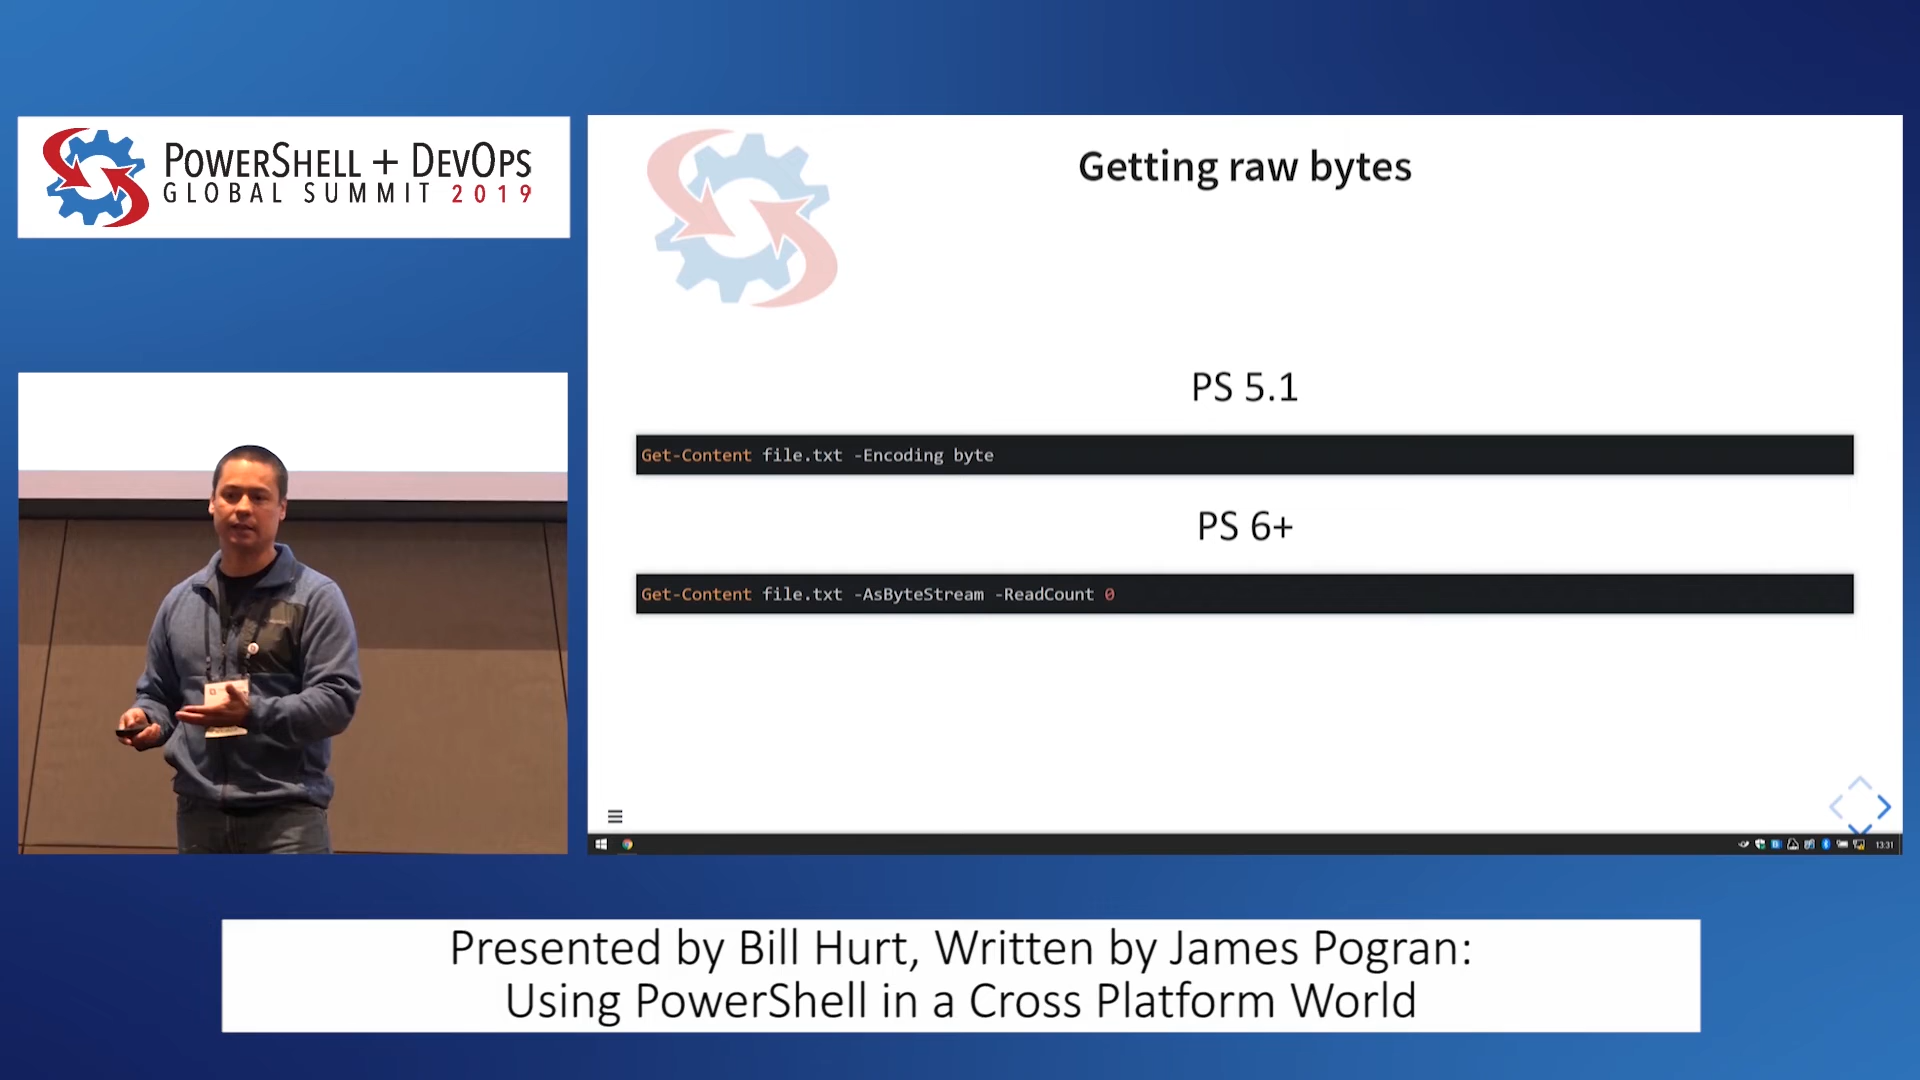 POWERSHELL + DEVOPS
GLOBAL SUMMIT 2019
Getting raw bytes
PS 5.1
Get-Content file.txt -Encoding byte
PS 6+
Get-Content file.txt -AsByteStream -ReadCount 0
13:31
Presented by Bill Hurt, Written by James Pogran:
Using PowerShell in a Cross Platform World